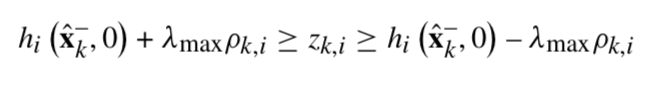 h_i (x̂_k^-, 0) + λ_max ρ_{k,i} ≥ z_{k,i} ≥ h_i (x̂_k^-, 0) − λ_max ρ_{k,i}